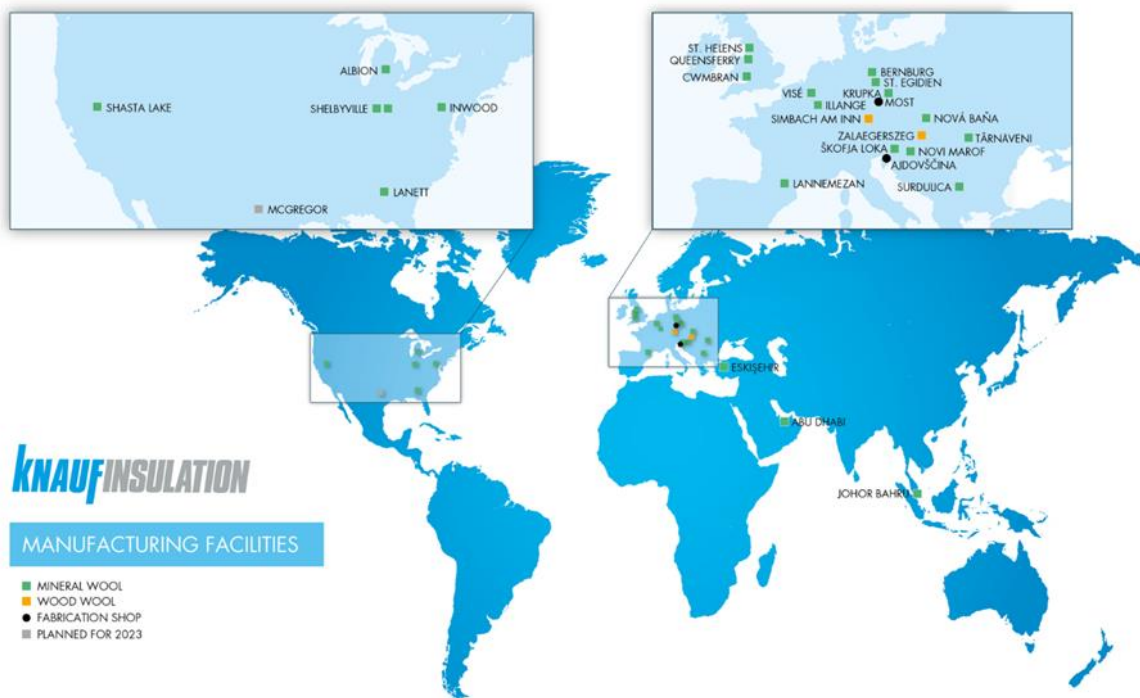 ALBION
SHASTA LAKE
SHELBYVILLE
INWOOD
LANETT
MCGREGOR
ST. HELENS
QUEENSFERRY
CWMBRAN
BERNBURG
ST. EGIDIEN
VISÉ
KRUPKA
MOST
ILLANGE
SIMBACH AM INN
NOVÁ BAŇA
ZALAEGERSZEG
TÂRNAVENI
ŠKOFJA LOKA
NOVI MAROF
AJDOVŠČINA
LANNEMEZAN
SURDULICA
ESKIŞEHIR
ABU DHABI
JOHOR BAHRU
KNAUFINSULATION
MANUFACTURING FACILITIES
MINERAL WOOL
WOOD WOOL
FABRICATION SHOP
PLANNED FOR 2023